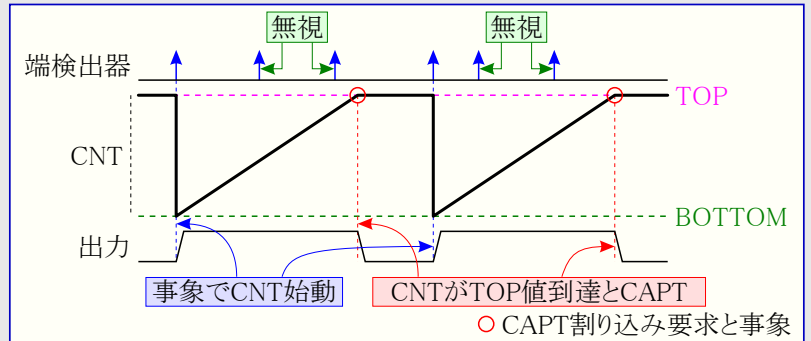 無視 無視
端検出器
TOP
CNT
BOTTOM
出力
事象でCNT始動 CNTがTOP値到達とCAPT
CAPT割り込み要求と事象